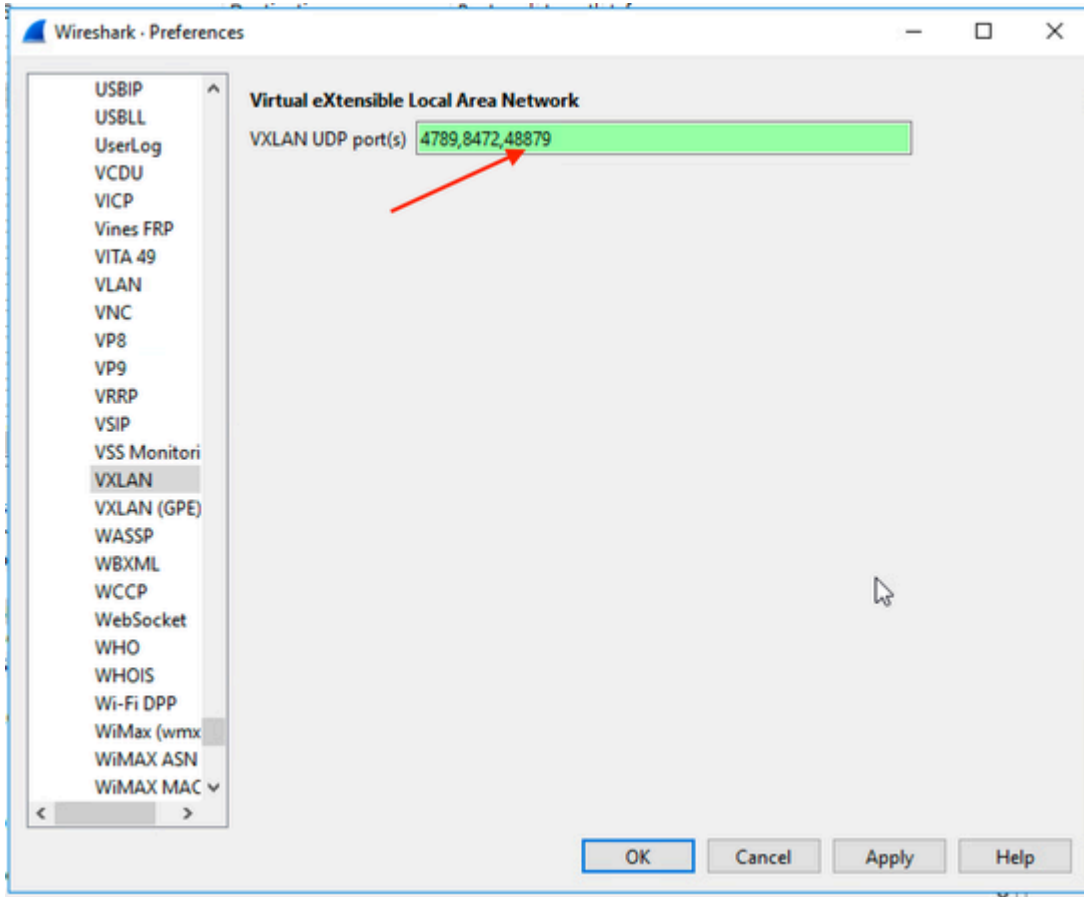 Wireshark · Preferences
USBIP
USBLL
UserLog
VCDU
VICP
Vines FRP
VITA 49
VLAN
VNC
VP8
VP9
VRRP
VSIP
VSS Monitori
VXLAN
VXLAN (GPE)
WASSP
WBXML
WCCP
WebSocket
WHO
WHOIS
Wi-Fi DPP
WiMax (wmx
WiMAX ASN
WiMAX MAC
Virtual eXtensible Local Area Network
VXLAN UDP port(s) 4789,8472,48879
OK Cancel Apply Help